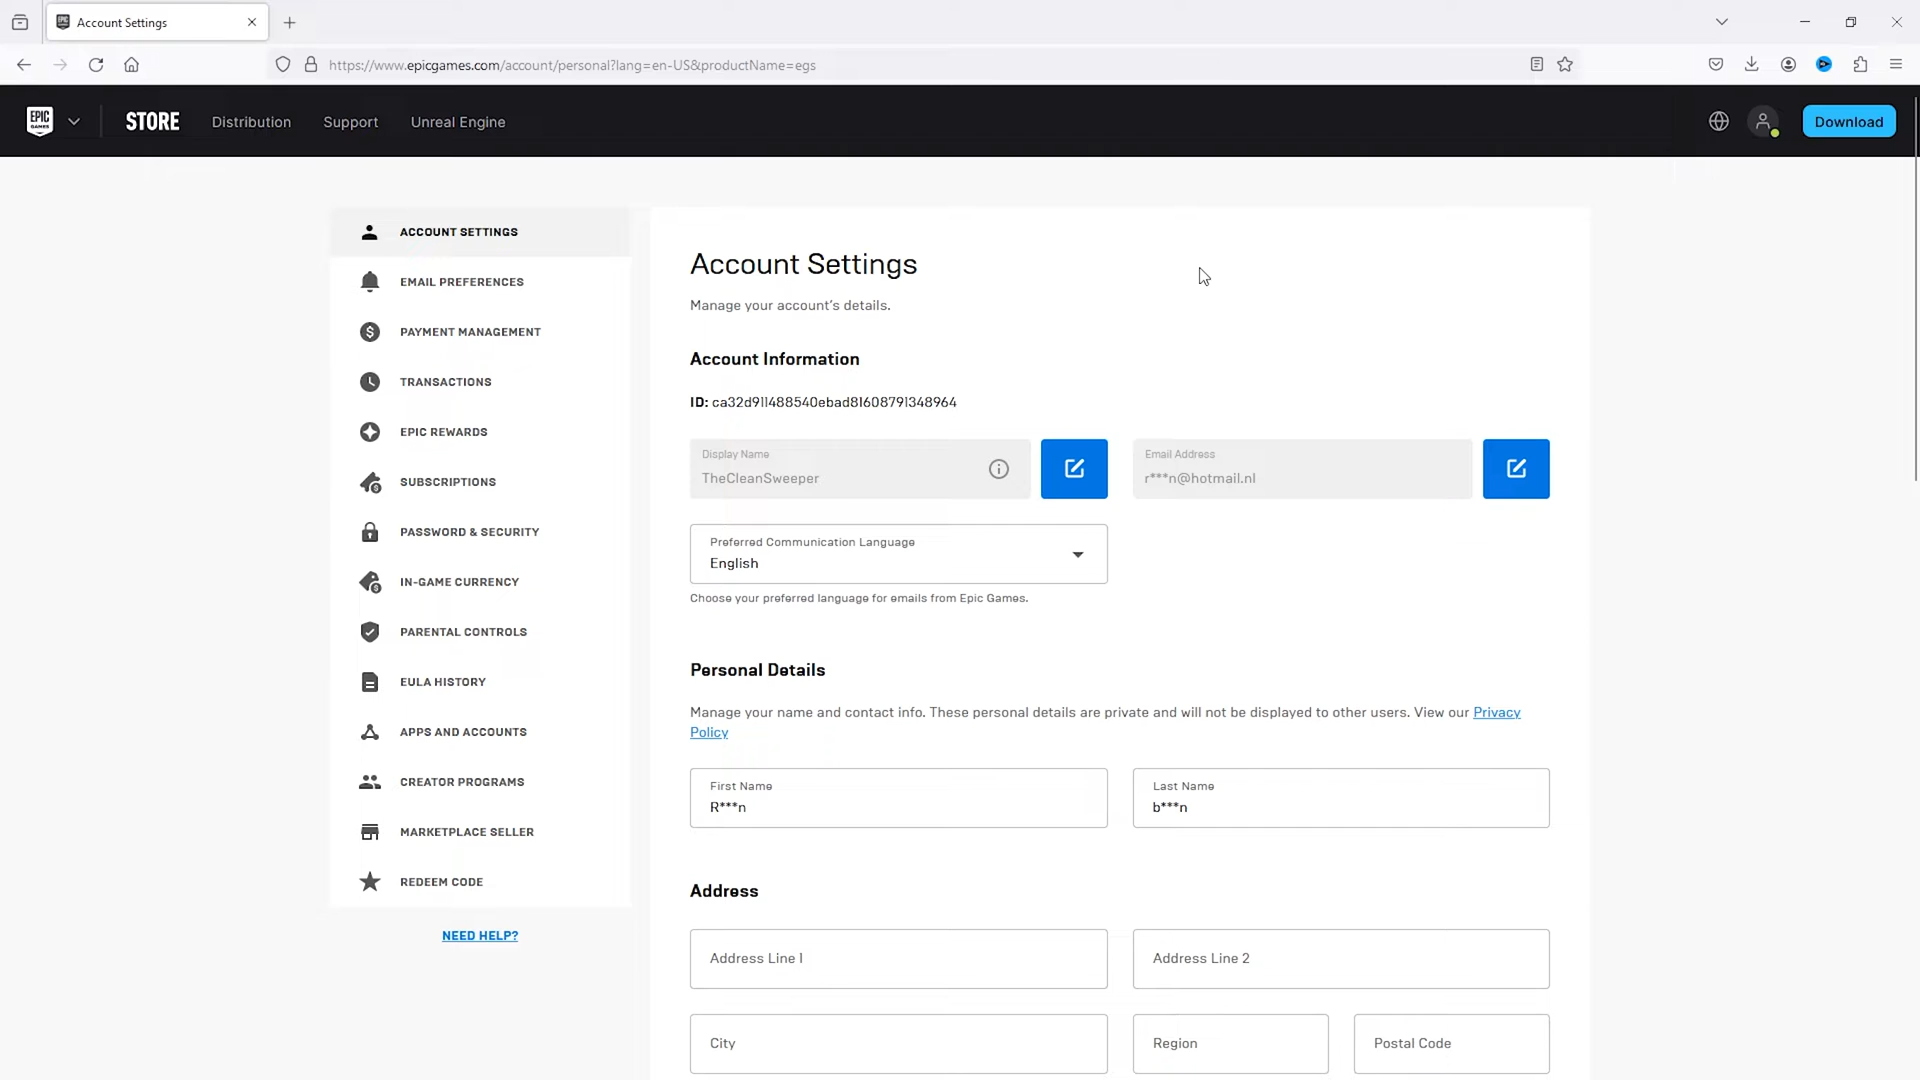 Account Settings
https://www.epicgames.com/account/personal?lang=en-US&productName=egs
EPIC GAMES
STORE
Distribution
Support
Unreal Engine
Download
ACCOUNT SETTINGS
EMAIL PREFERENCES
PAYMENT MANAGEMENT
TRANSACTIONS
EPIC REWARDS
SUBSCRIPTIONS
PASSWORD & SECURITY
IN-GAME CURRENCY
PARENTAL CONTROLS
EULA HISTORY
APPS AND ACCOUNTS
CREATOR PROGRAMS
MARKETPLACE SELLER
REDEEM CODE
NEED HELP?
Account Settings
Manage your account's details.
Account Information
ID: ca32d911488540ebad81608791348964
Display Name
TheCleanSweeper
Email Address
r***n@hotmail.nl
Preferred Communication Language
English
Choose your preferred language for emails from Epic Games.
Personal Details
Manage your name and contact info. These personal details are private and will not be displayed to other users. View our Privacy
Policy
First Name
R***n
Last Name
b***n
Address
Address Line 1
Address Line 2
City
Region
Postal Code